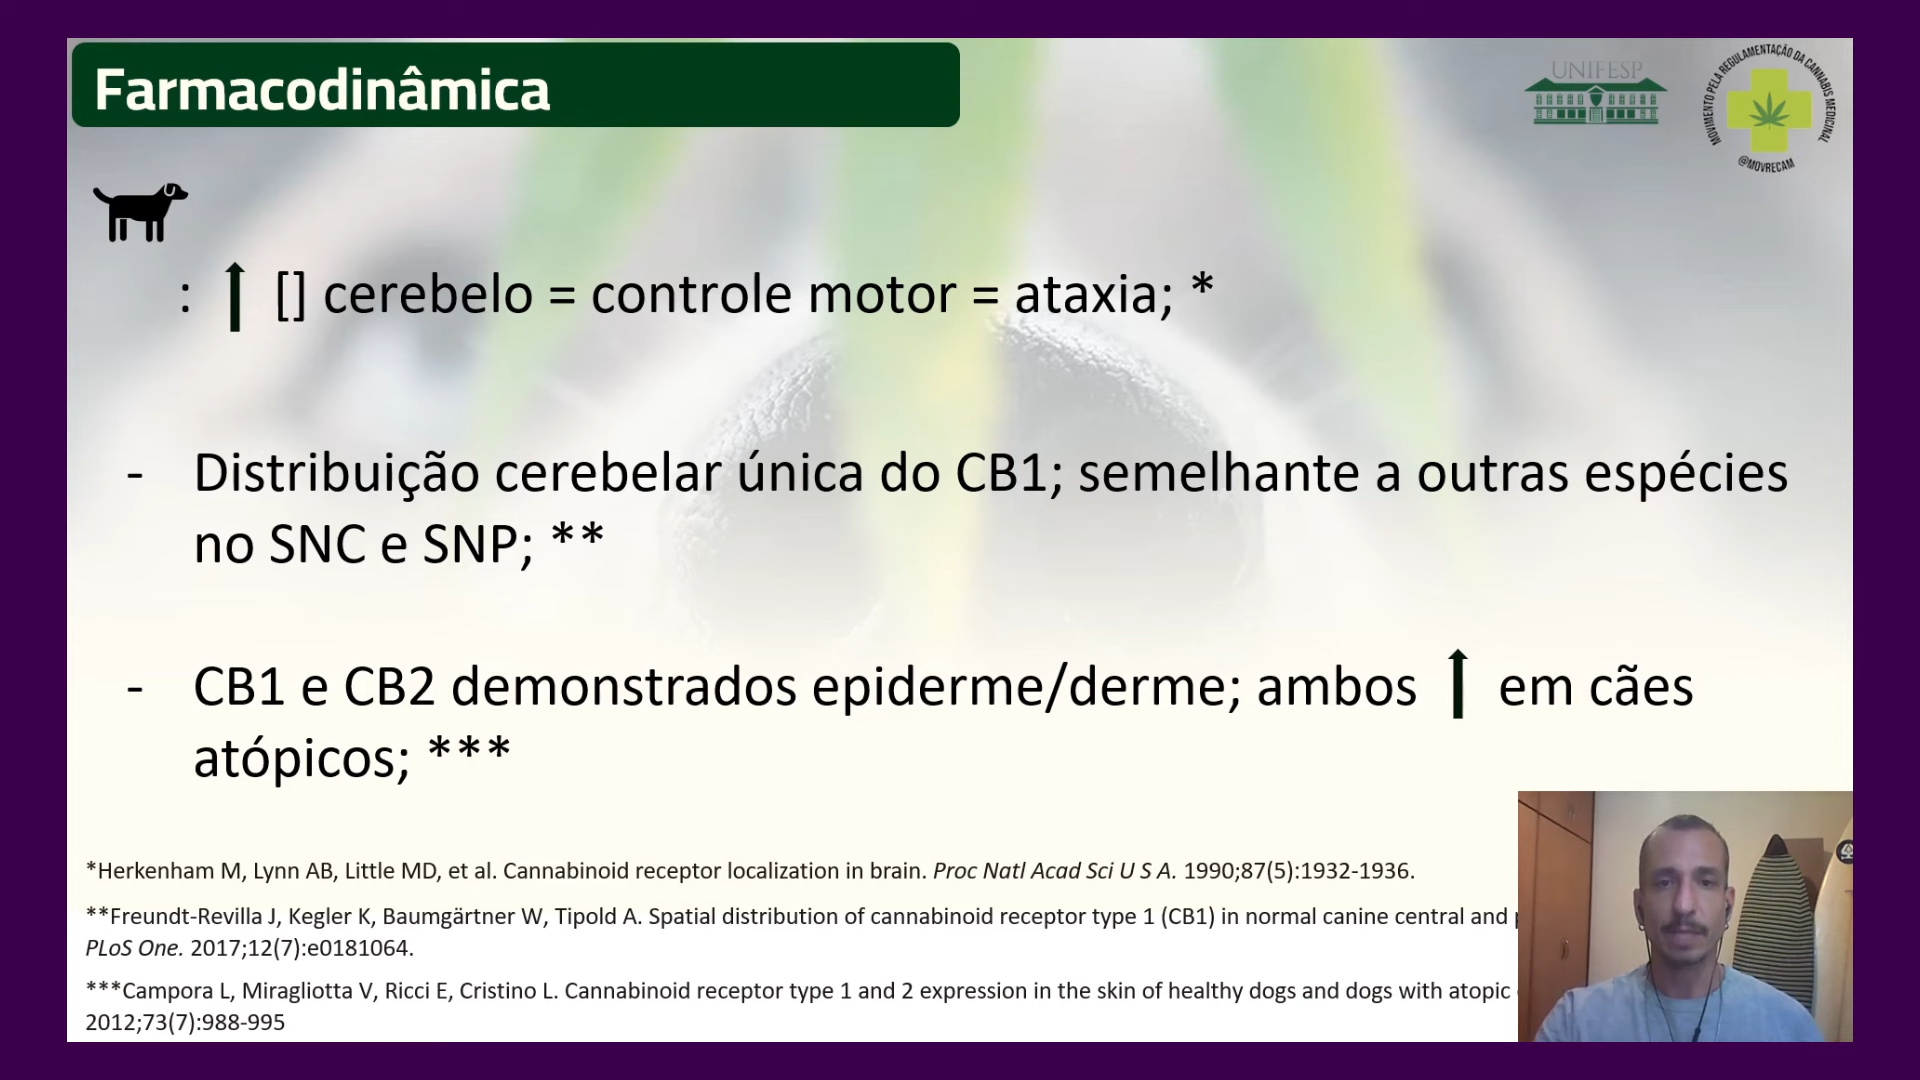 Farmacodinâmica
UNIFESP
MOVIMENTO PELA REGULAMENTAÇÃO DA CANNABIS MEDICINAL
@MOVRECAM
: ↑ [] cerebelo = controle motor = ataxia; *
- Distribuição cerebelar única do CB1; semelhante a outras espécies
no SNC e SNP; **
- CB1 e CB2 demonstrados epiderme/derme; ambos ↑ em cães
atópicos; ***
*Herkenham M, Lynn AB, Little MD, et al. Cannabinoid receptor localization in brain. Proc Natl Acad Sci U S A. 1990;87(5):1932-1936.
**Freundt-Revilla J, Kegler K, Baumgärtner W, Tipold A. Spatial distribution of cannabinoid receptor type 1 (CB1) in normal canine central and
PLoS One. 2017;12(7):e0181064.
***Campora L, Miragliotta V, Ricci E, Cristino L. Cannabinoid receptor type 1 and 2 expression in the skin of healthy dogs and dogs with atopic
2012;73(7):988-995